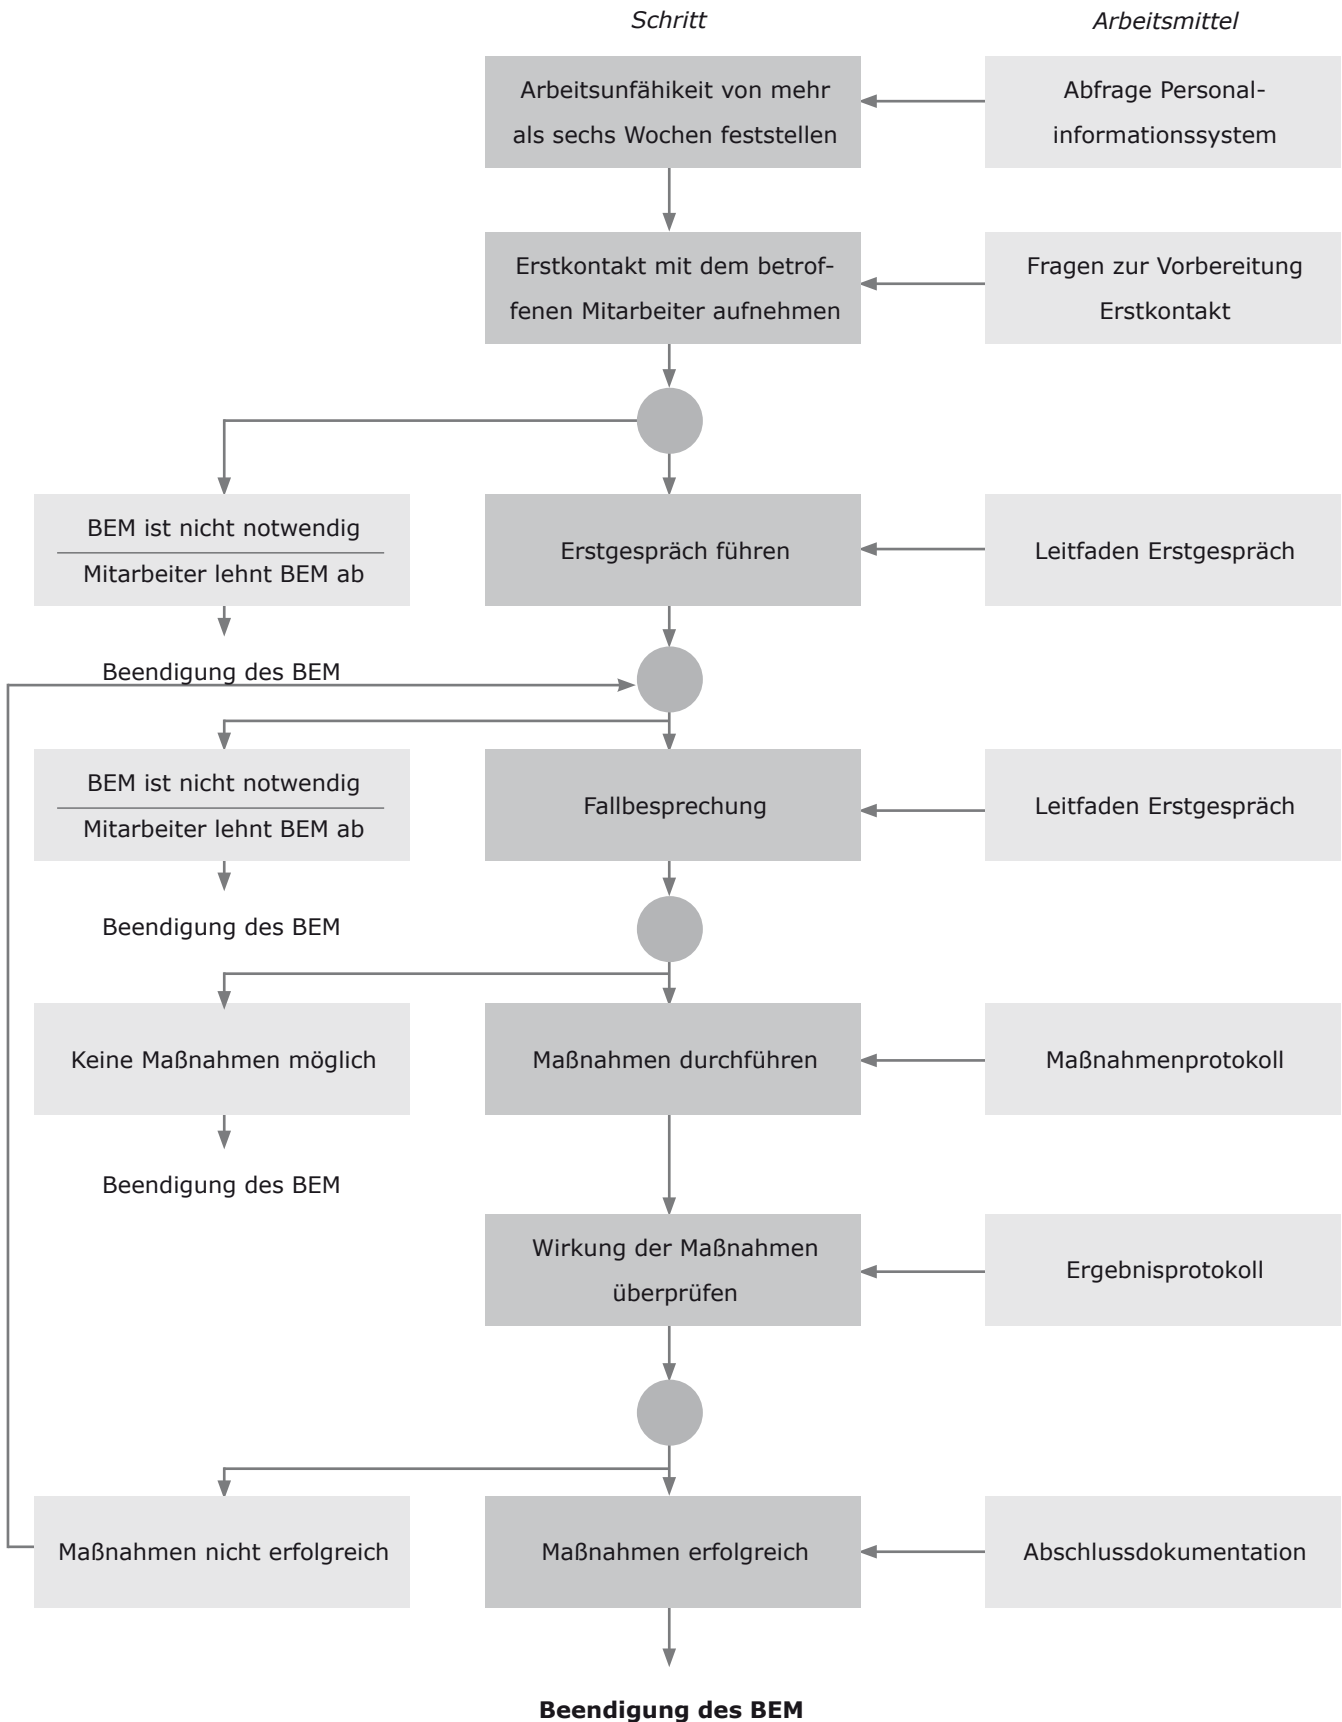 Schritt
Arbeitsmittel
Arbeitsunfähikeit von mehr
als sechs Wochen feststellen
Abfrage Personal-
informationssystem
Erstkontakt mit dem betrof-
fenen Mitarbeiter aufnehmen
Fragen zur Vorbereitung
Erstkontakt
BEM ist nicht notwendig
Mitarbeiter lehnt BEM ab
Erstgespräch führen
Leitfaden Erstgespräch
Beendigung des BEM
BEM ist nicht notwendig
Mitarbeiter lehnt BEM ab
Fallbesprechung
Leitfaden Erstgespräch
Beendigung des BEM
Keine Maßnahmen möglich
Maßnahmen durchführen
Maßnahmenprotokoll
Beendigung des BEM
Wirkung der Maßnahmen
überprüfen
Ergebnisprotokoll
Maßnahmen nicht erfolgreich
Maßnahmen erfolgreich
Abschlussdokumentation
Beendigung des BEM